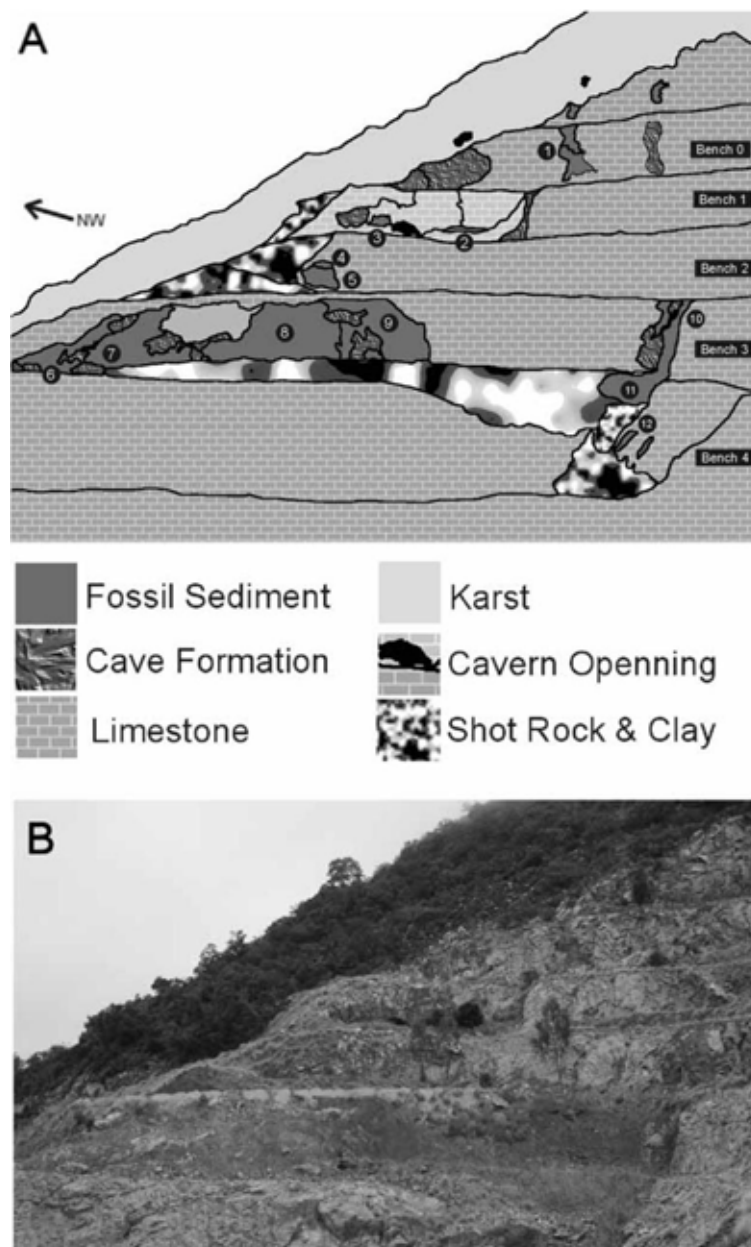 A
NW
1
Bench 0
Bench 1
3
2
Bench 2
4
5
10
9
8
Bench 3
7
6
11
12
Bench 4
Fossil Sediment
Karst
Cave Formation
Cavern Openning
Limestone
Shot Rock & Clay
B